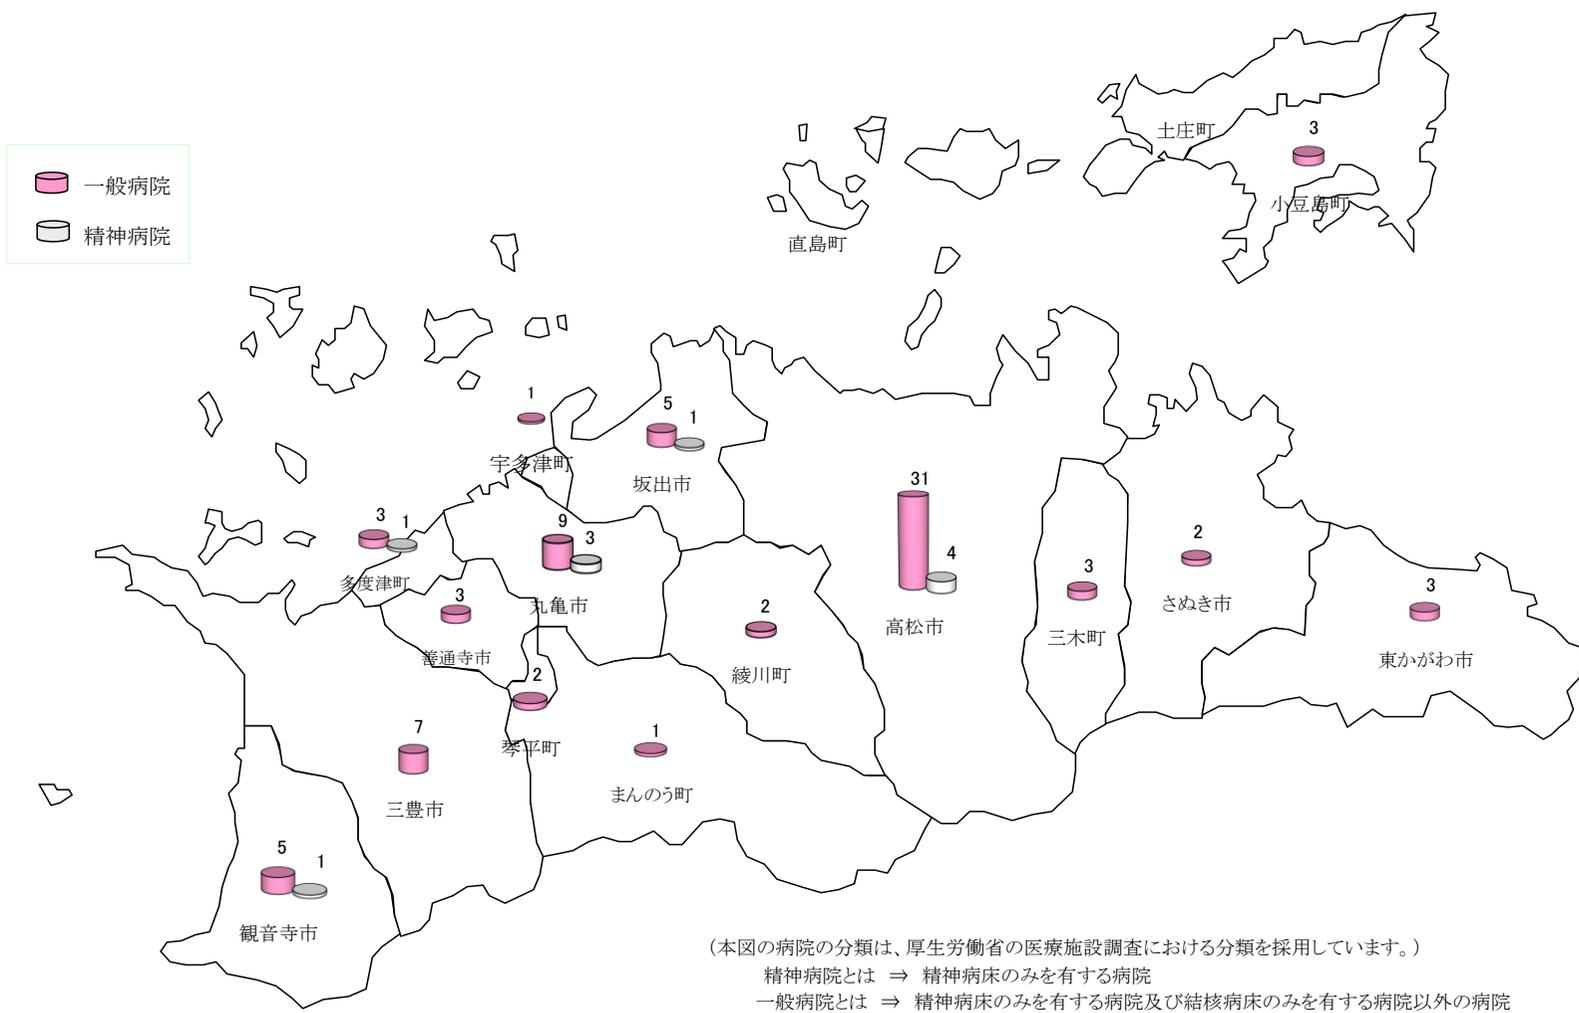 一般病院
精神病院
土庄町
3
小豆島町
直島町
1
宇多津町
5
1
坂出市
31
4
高松市
3
1
多度津町
9
3
丸亀市
3
善通寺市
2
綾川町
3
三木町
2
さぬき市
3
東かがわ市
2
琴平町
7
三豊市
1
まんのう町
5
1
観音寺市
（本図の病院の分類は、厚生労働省の医療施設調査における分類を採用しています。）
精神病院とは ⇒ 精神病床のみを有する病院
一般病院とは ⇒ 精神病床のみを有する病院及び結核病床のみを有する病院以外の病院